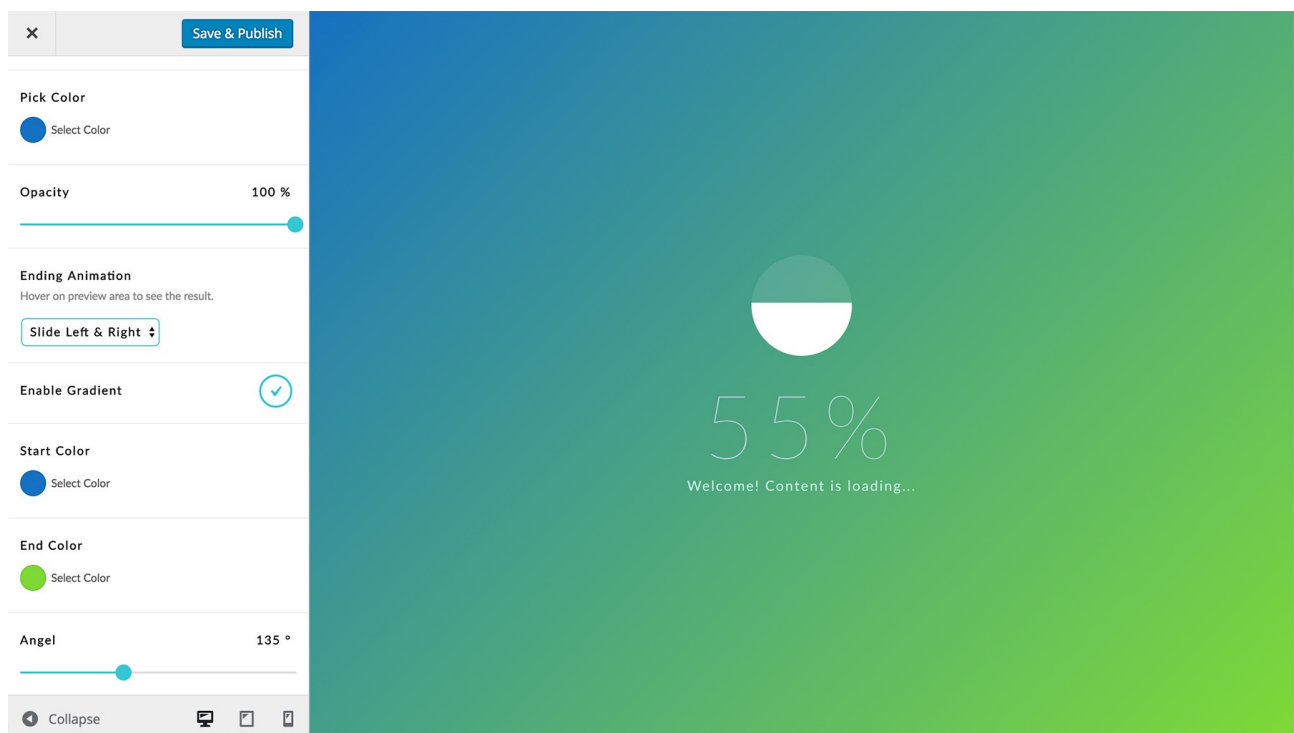 Save & Publish
Pick Color
Select Color
Opacity 100 %
Ending Animation
Hover on preview area to see the result.
Slide Left & Right
Enable Gradient
Start Color
Select Color
End Color
Select Color
Angel 135 °
Collapse
55%
Welcome! Content is loading...